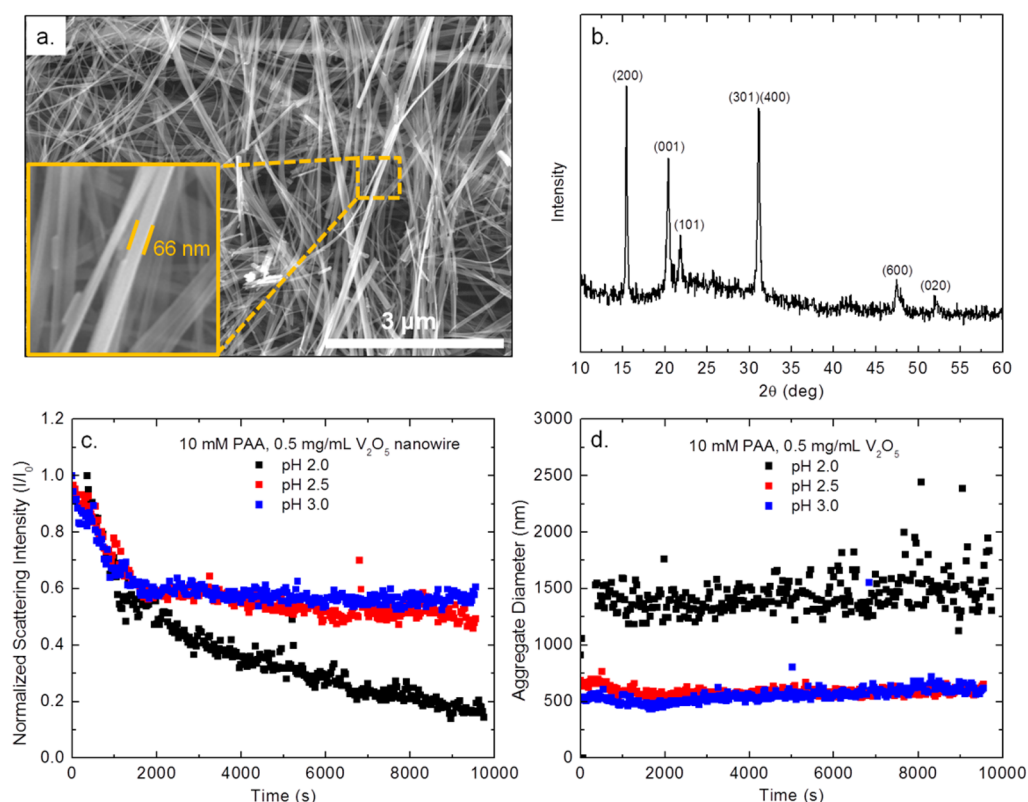 a.
66 nm
3 µm
b.
(200)
(001)
(101)
(301)(400)
(600)
(020)
Intensity
10 15 20 25 30 35 40 45 50 55 60
2θ (deg)
c.
10 mM PAA, 0.5 mg/mL V₂O₅ nanowire
pH 2.0
pH 2.5
pH 3.0
Normalized Scattering Intensity (I/I₀)
1.2
1.0
0.8
0.6
0.4
0.2
0.0
0 2000 4000 6000 8000 10000
Time (s)
d.
10 mM PAA, 0.5 mg/mL V₂O₅
pH 2.0
pH 2.5
pH 3.0
Aggregate Diameter (nm)
3000
2500
2000
1500
1000
500
0
0 2000 4000 6000 8000 10000
Time (s)